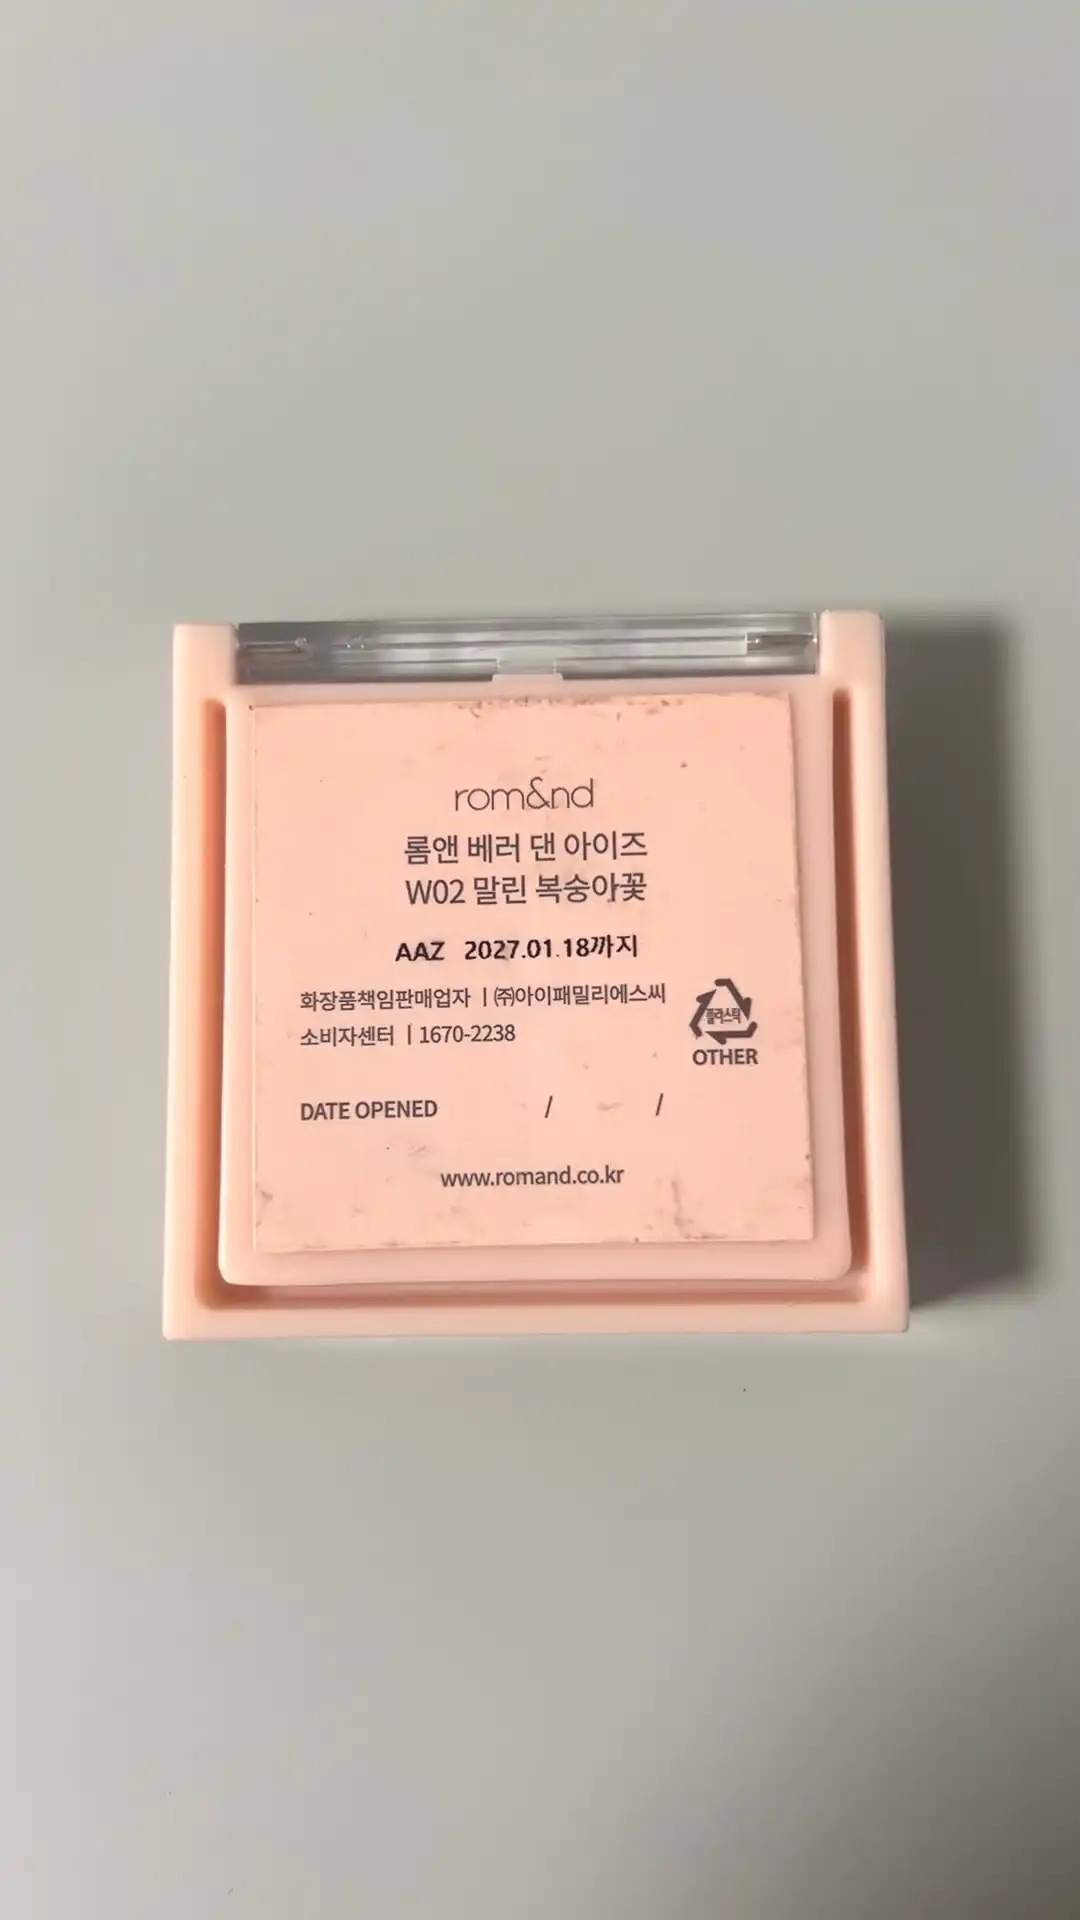 rom&nd
롬앤 베러 댄 아이즈
W02 말린 복숭아꽃
AAZ 2027.01.18까지
화장품책임판매업자 | ㈜아이패밀리에스씨
소비자센터 | 1670-2238
플라스틱
OTHER
DATE OPENED / /
www.romand.co.kr